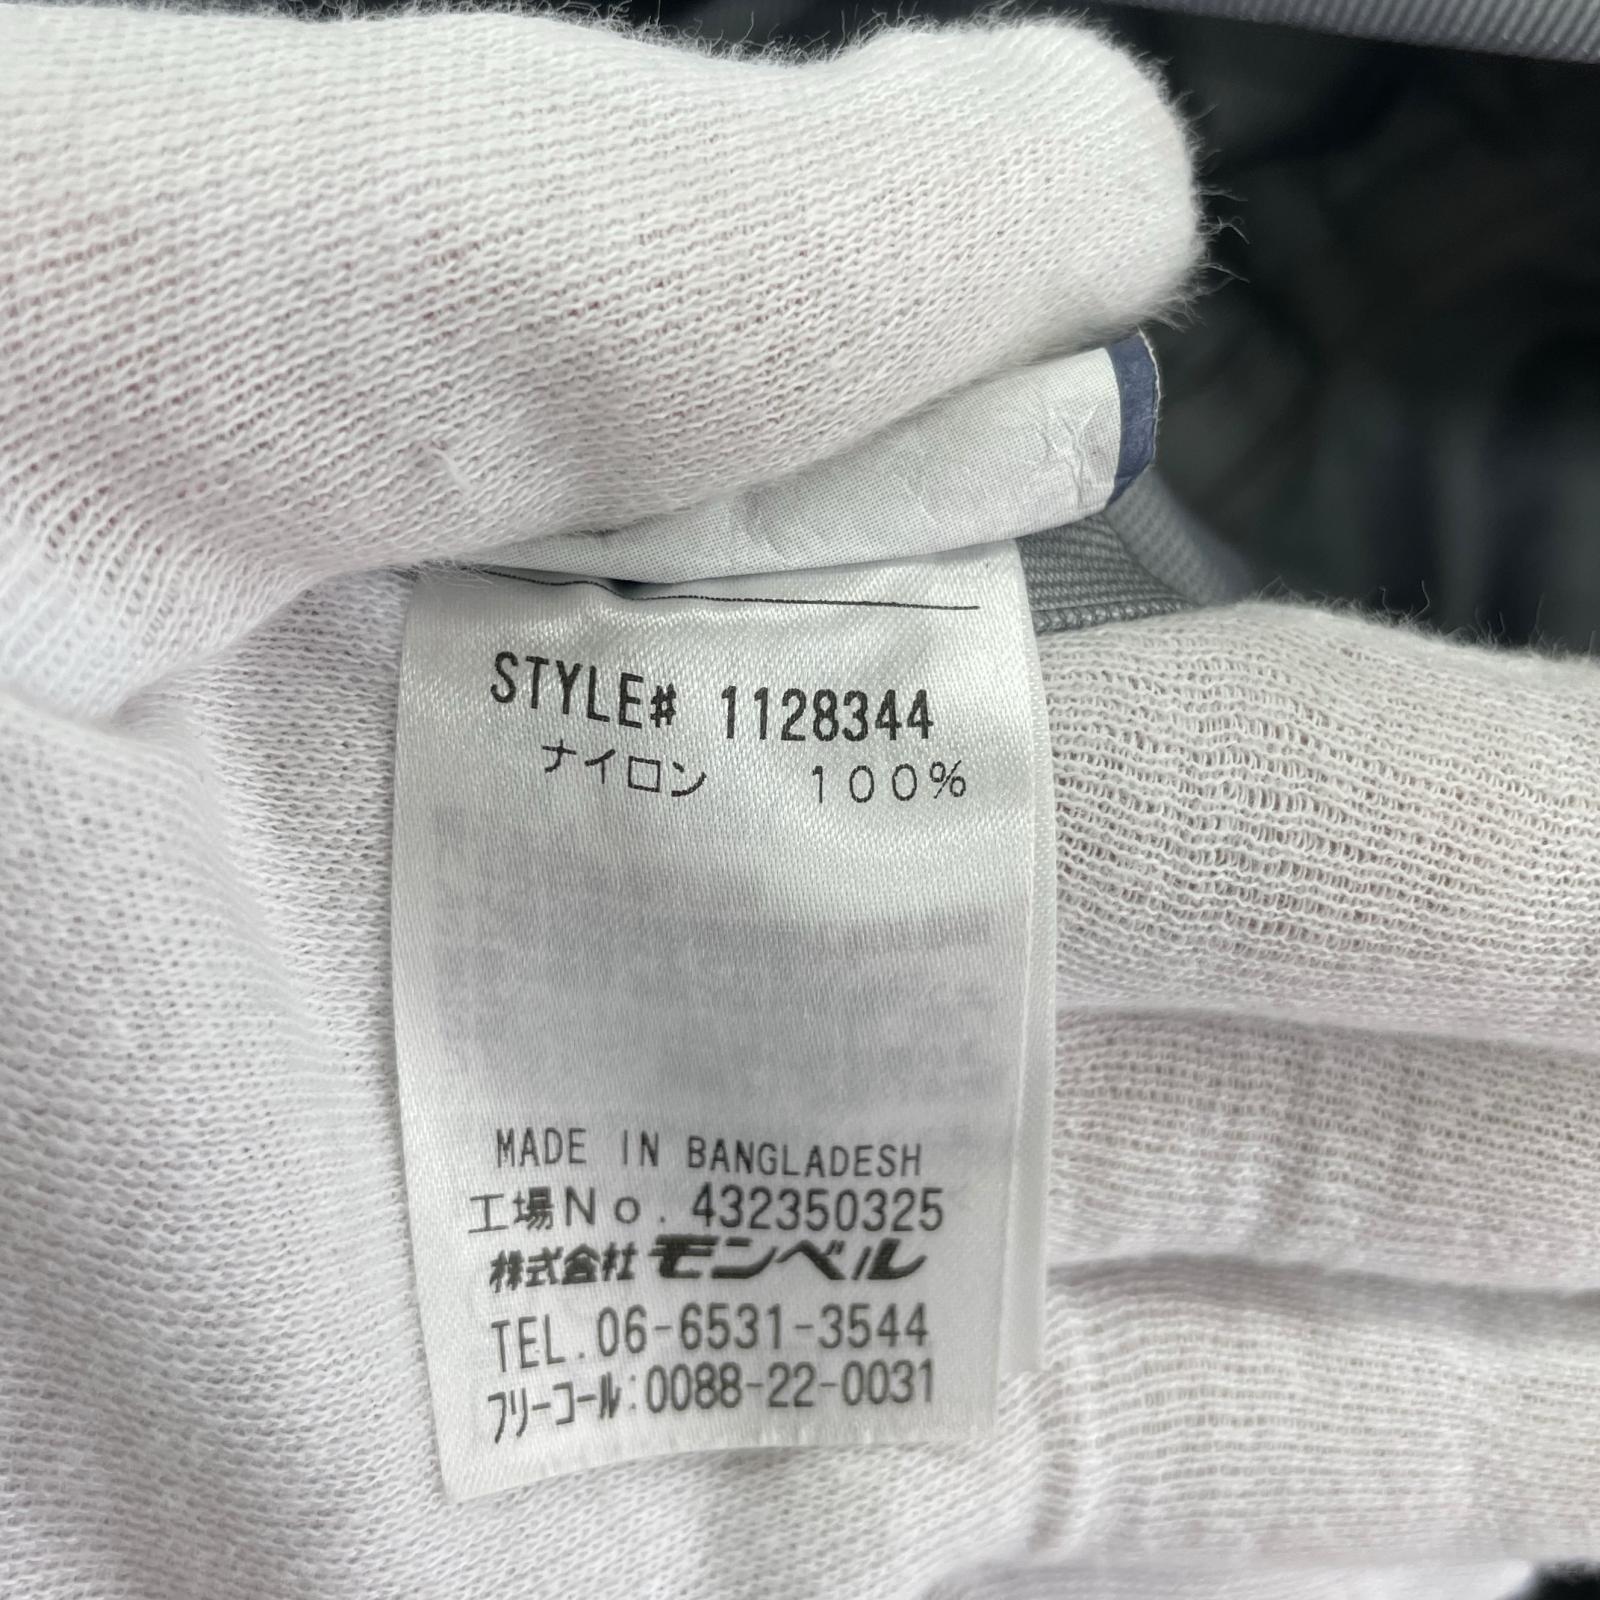 STYLE# 1128344
ナイロン 100%
MADE IN BANGLADESH
工場No. 432350325
株式会社モンベル
TEL.06-6531-3544
フリーコール:0088-22-0031